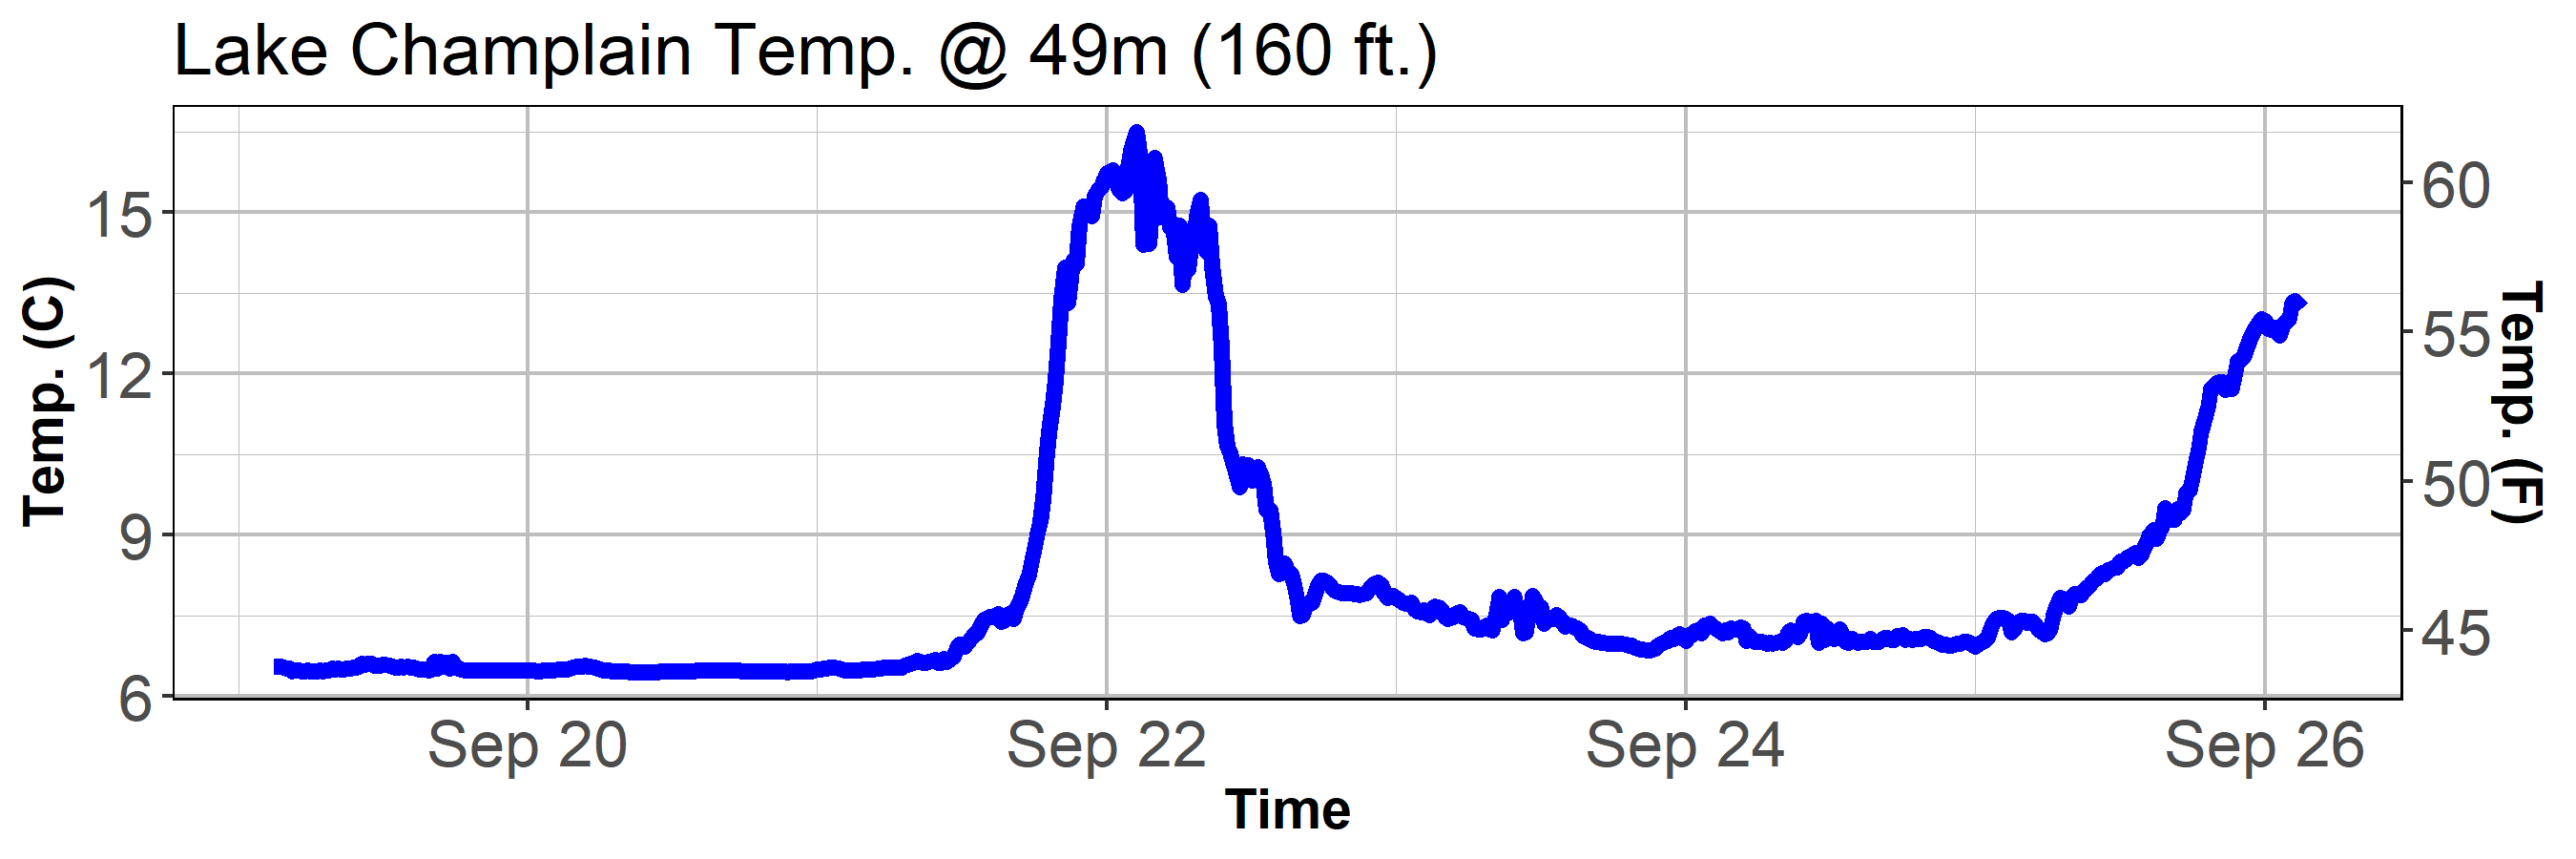 Lake Champlain Temp. @ 49m (160 ft.)
Temp. (C)
15
12
9
6
60
55
50
45
Temp. (F)
Sep 20 Sep 22 Sep 24 Sep 26
Time